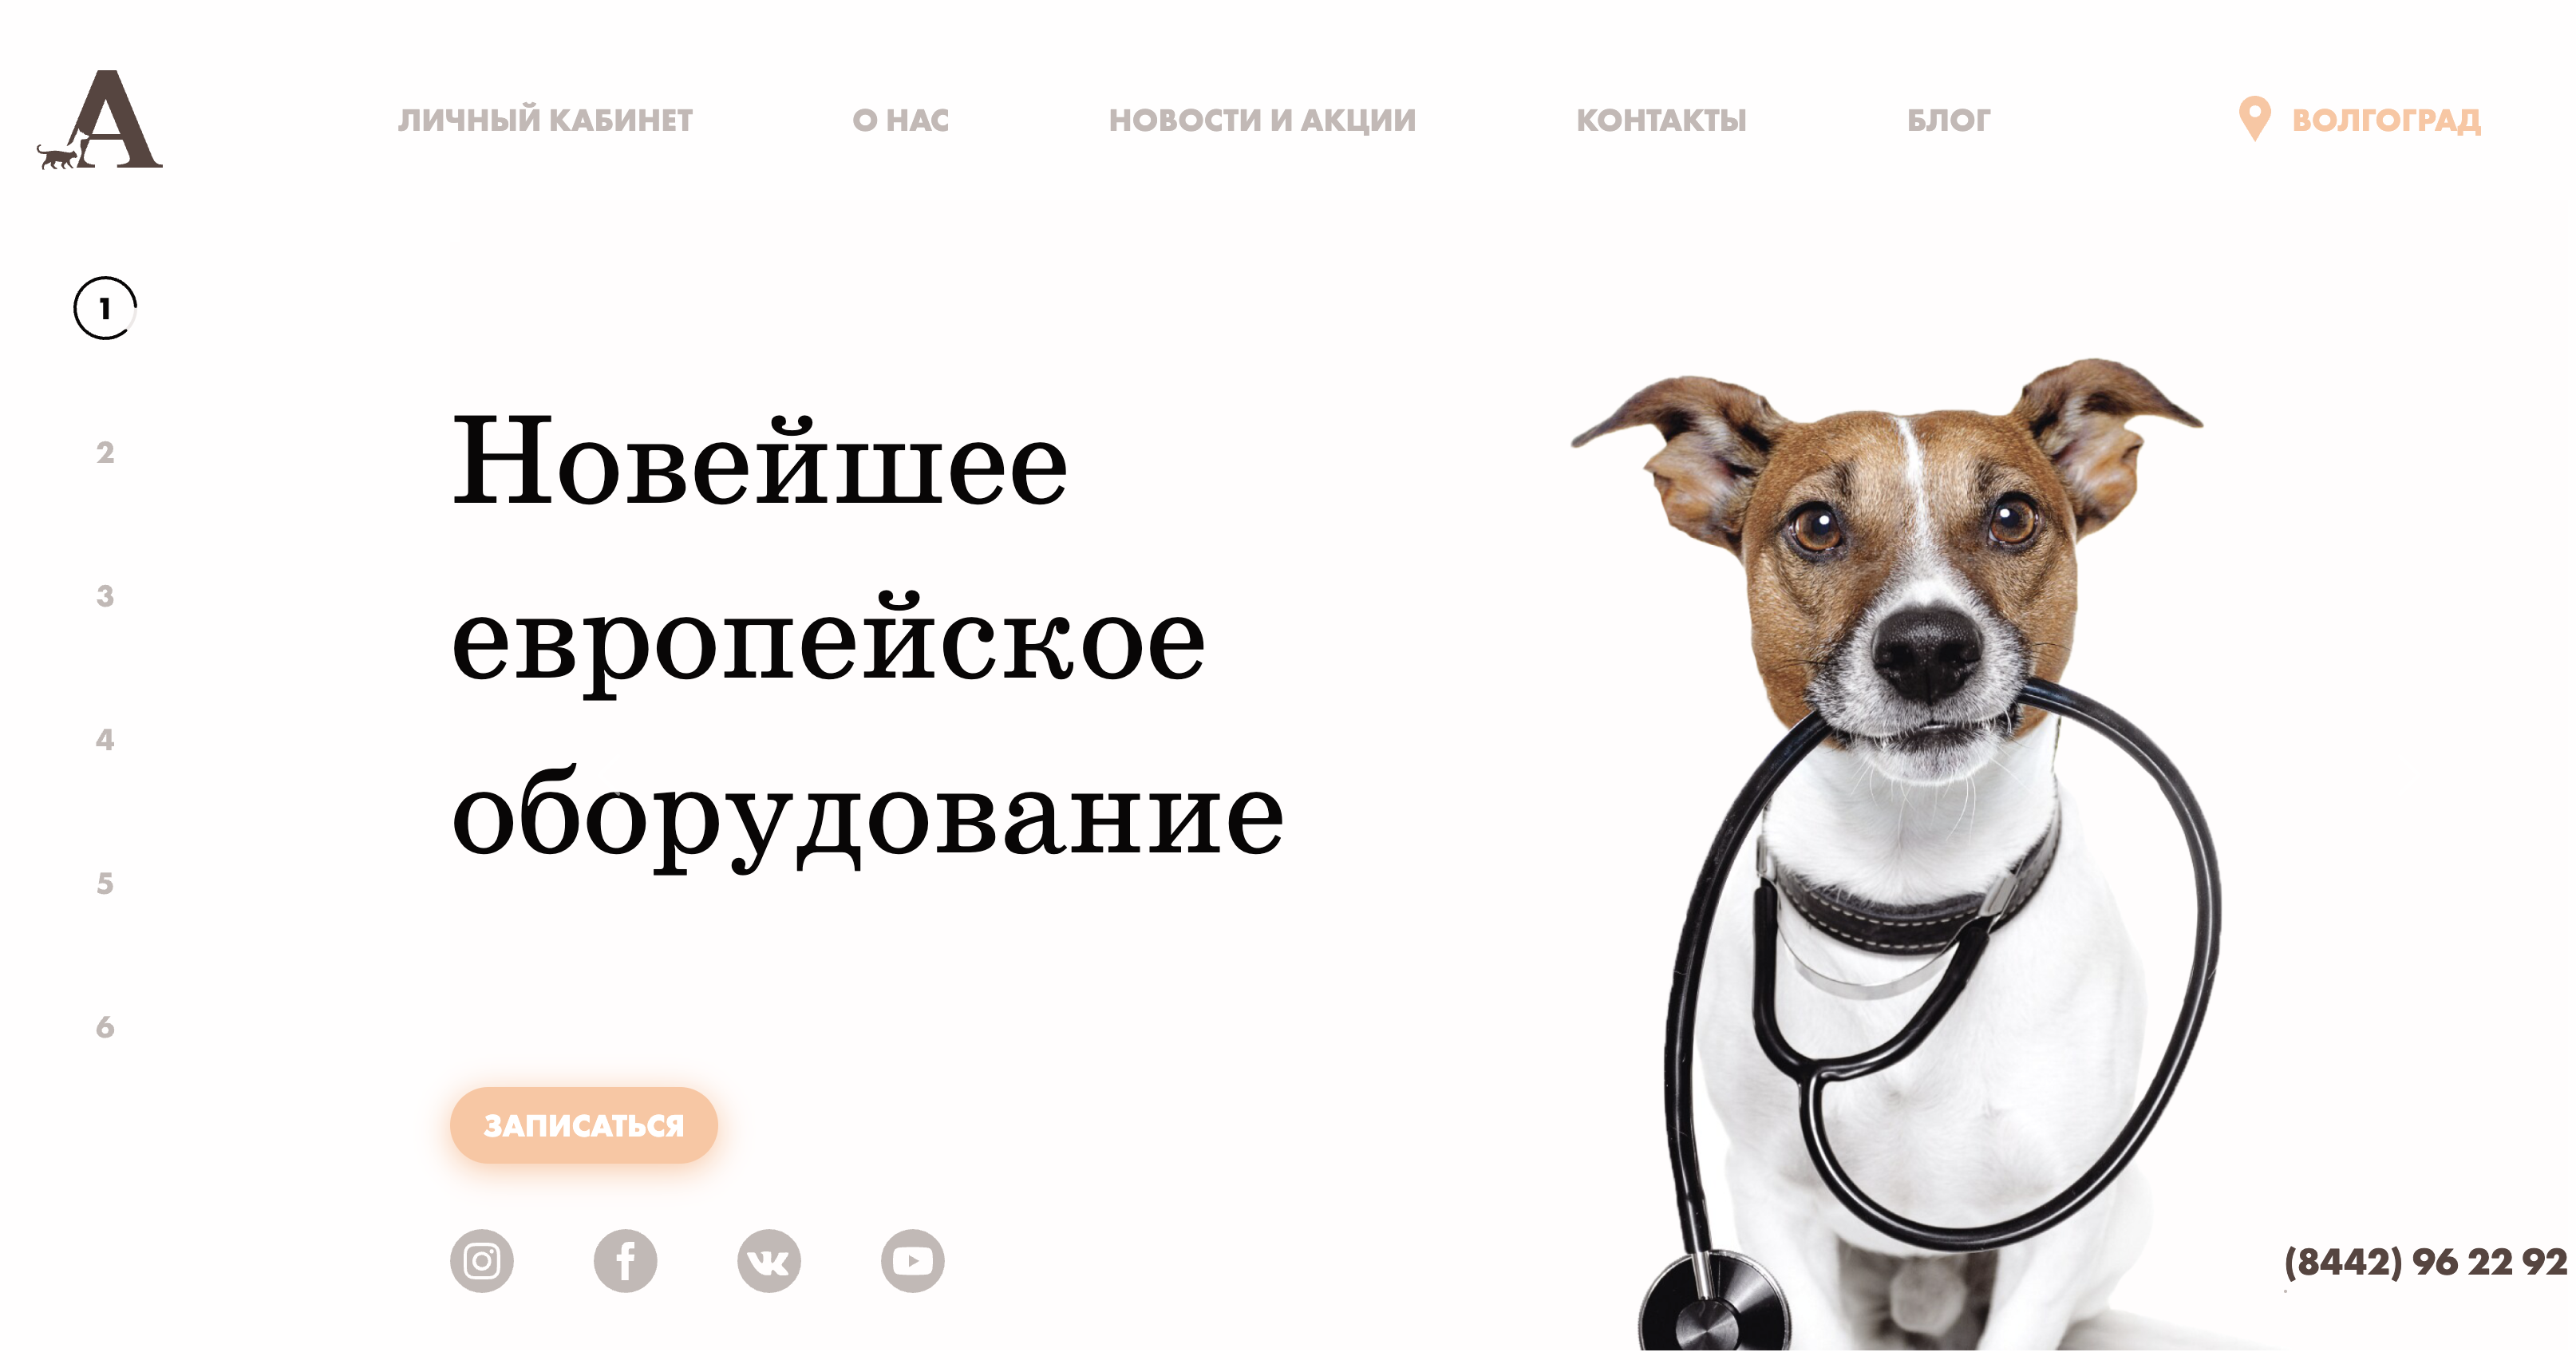 А
ЛИЧНЫЙ КАБИНЕТ
О НАС
НОВОСТИ И АКЦИИ
КОНТАКТЫ
БЛОГ
ВОЛГОГРАД
1
2
3
4
5
6
Новейшее
европейское
оборудование
ЗАПИСАТЬСЯ
(8442) 96 22 92